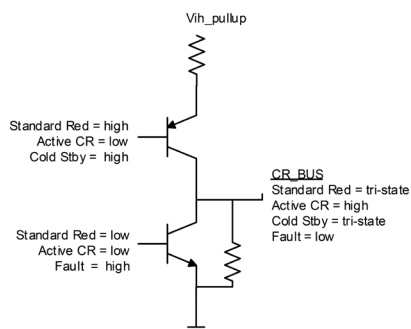 Vih_pullup
Standard Red = high
Active CR = low
Cold Stby = high
CR_BUS
Standard Red = tri-state
Active CR = high
Cold Stby = tri-state
Fault = low
Standard Red = low
Active CR = low
Fault = high